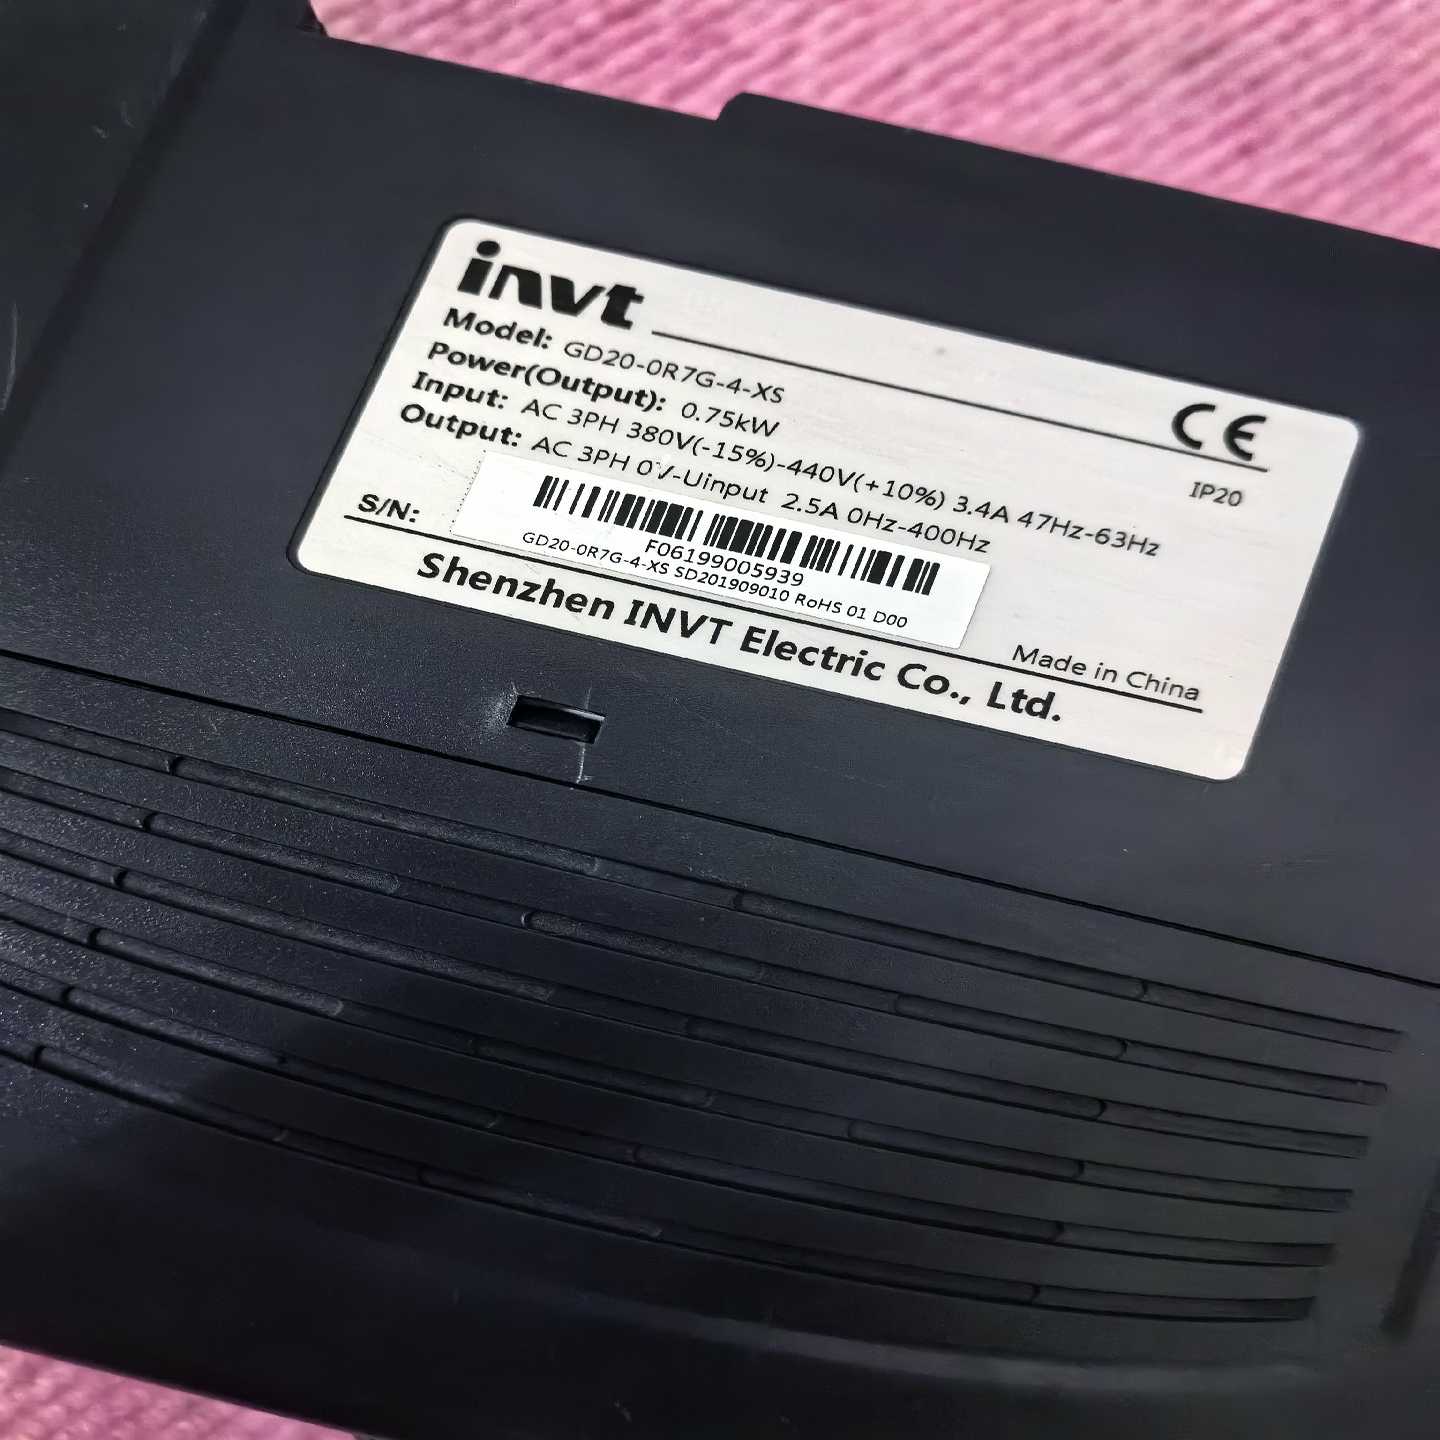 invt
Model: GD20-0R7G-4-XS
CE
Power(Output): 0.75kW
IP20
Input: AC 3PH 380V(-15%)-440V(+10%) 3.4A 47Hz-63Hz
Output: AC 3PH 0V-Uinput 2.5A 0Hz-400Hz
S/N:
F06199005939
GD20-0R7G-4-XS SD201909010 RoHS 01 D00
Made in China
Shenzhen INVT Electric Co., Ltd.